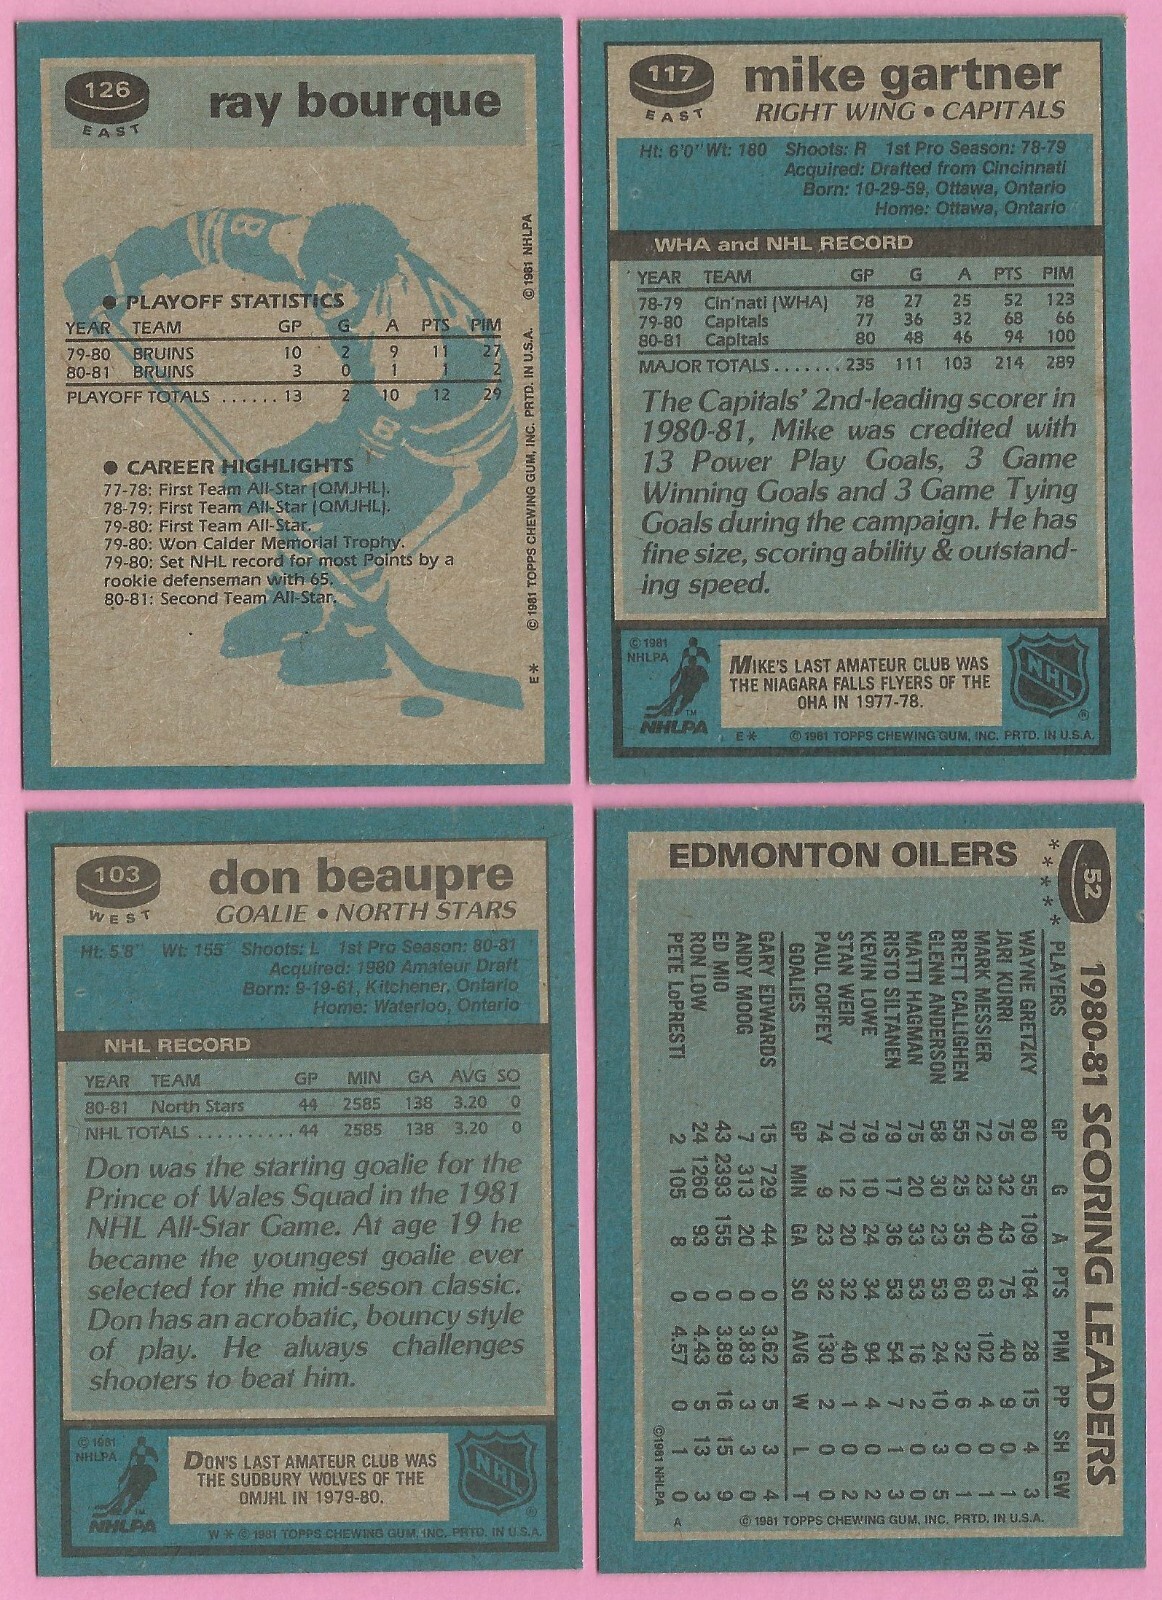 126
EAST
ray bourque
● PLAYOFF STATISTICS
YEAR TEAM GP G A PTS PIM
79-80 BRUINS 10 2 9 11 27
80-81 BRUINS 3 0 1 1 2
PLAYOFF TOTALS ...... 13 2 10 12 29
● CAREER HIGHLIGHTS
77-78: First Team All-Star (QMJHL).
78-79: First Team All-Star (QMJHL).
79-80: First Team All-Star.
79-80: Won Calder Memorial Trophy.
79-80: Set NHL record for most Points by a
rookie defenseman with 65.
80-81: Second Team All-Star.
8
8
E* © 1981 TOPPS CHEWING GUM, INC. PRTD. IN U.S.A. © 1981 NHLPA
117
EAST
mike gartner
RIGHT WING • CAPITALS
Ht: 6'0" Wt: 180 Shoots: R 1st Pro Season: 78-79
Acquired: Drafted from Cincinnati
Born: 10-29-59, Ottawa, Ontario
Home: Ottawa, Ontario
WHA and NHL RECORD
YEAR TEAM GP G A PTS PIM
78-79 Cin'nati (WHA) 78 27 25 52 123
79-80 Capitals 77 36 32 68 66
80-81 Capitals 80 48 46 94 100
MAJOR TOTALS ....... 235 111 103 214 289
The Capitals' 2nd-leading scorer in
1980-81, Mike was credited with
13 Power Play Goals, 3 Game
Winning Goals and 3 Game Tying
Goals during the campaign. He has
fine size, scoring ability & outstand-
ing speed.
© 1981
NHLPA
TM
NHLPA
MIKE'S LAST AMATEUR CLUB WAS
THE NIAGARA FALLS FLYERS OF THE
OHA IN 1977-78.
NHL
®
E* © 1981 TOPPS CHEWING GUM, INC. PRTD. IN U.S.A.
103
WEST
don beaupre
GOALIE • NORTH STARS
Ht: 5'8" Wt: 155 Shoots: L 1st Pro Season: 80-81
Acquired: 1980 Amateur Draft
Born: 9-19-61, Kitchener, Ontario
Home: Waterloo, Ontario
NHL RECORD
YEAR TEAM GP MIN GA AVG SO
80-81 North Stars 44 2585 138 3.20 0
NHL TOTALS .......... 44 2585 138 3.20 0
Don was the starting goalie for the
Prince of Wales Squad in the 1981
NHL All-Star Game. At age 19 he
became the youngest goalie ever
selected for the mid-seson classic.
Don has an acrobatic, bouncy style
of play. He always challenges
shooters to beat him.
© 1981
NHLPA
TM
NHLPA
DON'S LAST AMATEUR CLUB WAS
THE SUDBURY WOLVES OF THE
OMJHL IN 1979-80.
NHL
®
W* © 1981 TOPPS CHEWING GUM, INC. PRTD. IN U.S.A.
EDMONTON OILERS
52
****
1980-81 SCORING LEADERS
PLAYERS GP G A PTS PIM PP SH GW
WAYNE GRETZKY 80 55 109 164 28 15 4 3
JARI KURRI 75 32 43 75 40 9 0 1
MARK MESSIER 72 23 40 63 102 4 1 1
BRETT CALLIGHEN 55 25 35 60 32 6 0 1
GLENN ANDERSON 58 30 23 53 24 10 3 5
MATTI HAGMAN 75 20 33 53 16 2 0 0
RISTO SILTANEN 79 17 36 53 54 7 1 3
KEVIN LOWE 79 10 24 34 94 4 0 2
STAN WEIR 70 12 20 32 40 1 0 2
PAUL COFFEY 74 9 23 32 130 2 0 0
GOALIES GP MIN GA SO AVG W L T
GARY EDWARDS 15 729 44 0 3.62 5 3 4
ANDY MOOG 7 313 20 0 3.83 3 3 0
ED MIO 43 2393 155 0 3.89 16 15 9
RON LOW 24 1260 93 0 4.43 5 13 3
PETE LoPRESTI 2 105 8 0 4.57 0 1 0
©1981 NHLPA
A © 1981 TOPPS CHEWING GUM, INC. PRTD. IN U.S.A.